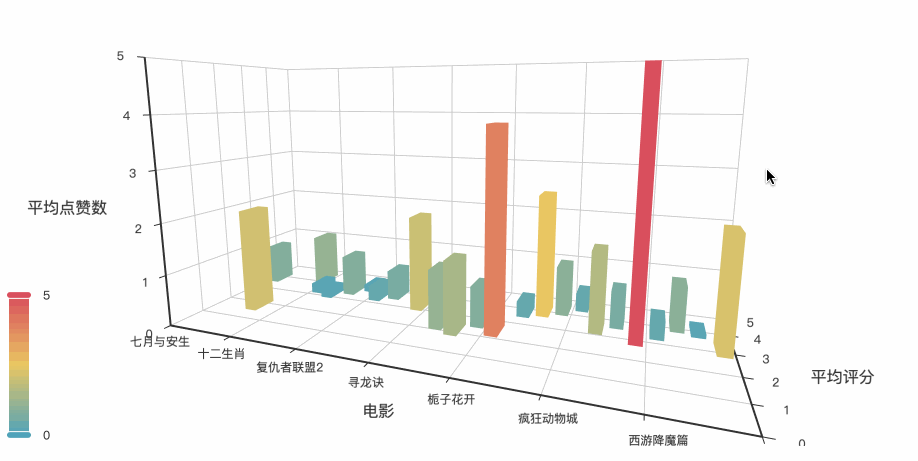 5
4
3
2
1
0
平均点赞数
5
0
七月与安生
十二生肖
复仇者联盟2
寻龙诀
栀子花开
疯狂动物城
西游降魔篇
电影
5
4
3
2
1
0
平均评分